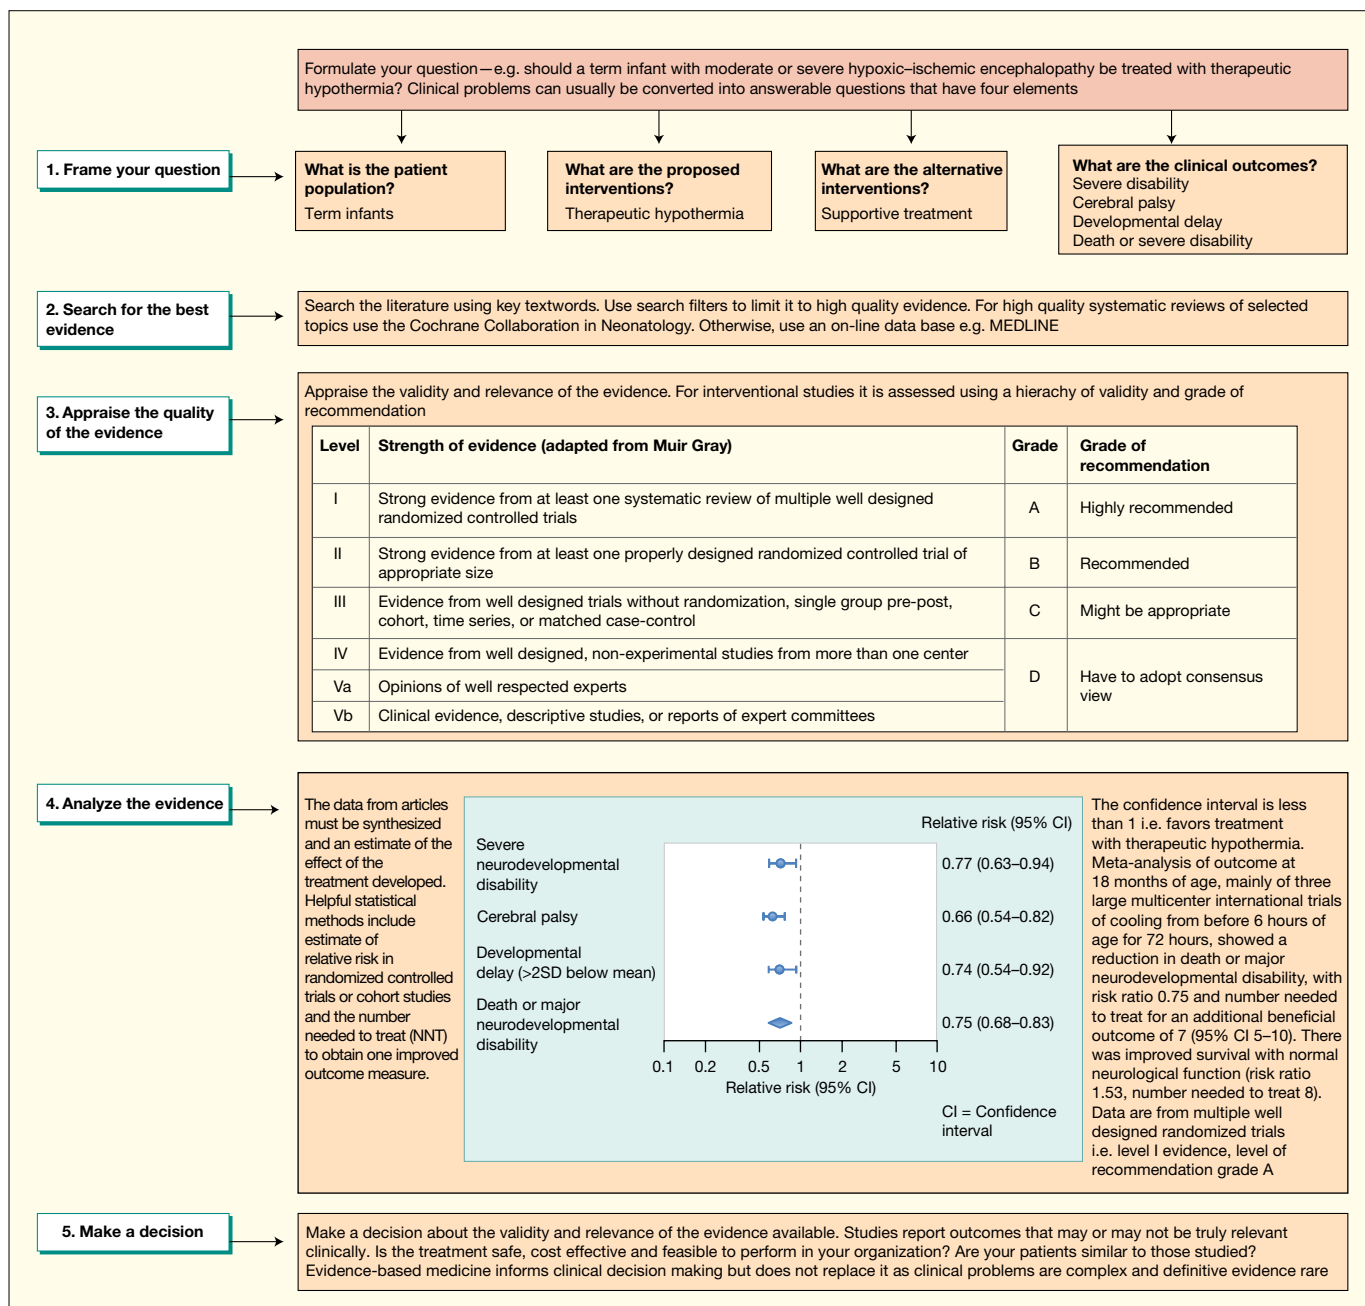 Formulate your question—e.g. should a term infant with moderate or severe hypoxic–ischemic encephalopathy be treated with therapeutic
hypothermia? Clinical problems can usually be converted into answerable questions that have four elements
1. Frame your question
What is the patient
population?
Term infants
What are the proposed
interventions?
Therapeutic hypothermia
What are the alternative
interventions?
Supportive treatment
What are the clinical outcomes?
Severe disability
Cerebral palsy
Developmental delay
Death or severe disability
2. Search for the best
evidence
Search the literature using key textwords. Use search filters to limit it to high quality evidence. For high quality systematic reviews of selected
topics use the Cochrane Collaboration in Neonatology. Otherwise, use an on-line data base e.g. MEDLINE
3. Appraise the quality
of the evidence
Appraise the validity and relevance of the evidence. For interventional studies it is assessed using a hierachy of validity and grade of
recommendation
Level Strength of evidence (adapted from Muir Gray) Grade Grade of
recommendation
I Strong evidence from at least one systematic review of multiple well designed
randomized controlled trials
A Highly recommended
II Strong evidence from at least one properly designed randomized controlled trial of
appropriate size
B Recommended
III Evidence from well designed trials without randomization, single group pre-post,
cohort, time series, or matched case-control
C Might be appropriate
IV Evidence from well designed, non-experimental studies from more than one center
Va Opinions of well respected experts
Vb Clinical evidence, descriptive studies, or reports of expert committees
D Have to adopt consensus
view
4. Analyze the evidence
The data from articles
must be synthesized
and an estimate of the
effect of the
treatment developed.
Helpful statistical
methods include
estimate of
relative risk in
randomized controlled
trials or cohort studies
and the number
needed to treat (NNT)
to obtain one improved
outcome measure.
Relative risk (95% CI)
Severe
neurodevelopmental
disability
0.77 (0.63–0.94)
Cerebral palsy
0.66 (0.54–0.82)
Developmental
delay (>2SD below mean)
0.74 (0.54–0.92)
Death or major
neurodevelopmental
disability
0.75 (0.68–0.83)
0.1 0.2 0.5 1 2 5 10
Relative risk (95% CI)
CI = Confidence
interval
The confidence interval is less
than 1 i.e. favors treatment
with therapeutic hypothermia.
Meta-analysis of outcome at
18 months of age, mainly of three
large multicenter international trials
of cooling from before 6 hours of
age for 72 hours, showed a
reduction in death or major
neurodevelopmental disability, with
risk ratio 0.75 and number needed
to treat for an additional beneficial
outcome of 7 (95% CI 5–10). There
was improved survival with normal
neurological function (risk ratio
1.53, number needed to treat 8).
Data are from multiple well
designed randomized trials
i.e. level I evidence, level of
recommendation grade A
5. Make a decision
Make a decision about the validity and relevance of the evidence available. Studies report outcomes that may or may not be truly relevant
clinically. Is the treatment safe, cost effective and feasible to perform in your organization? Are your patients similar to those studied?
Evidence-based medicine informs clinical decision making but does not replace it as clinical problems are complex and definitive evidence rare